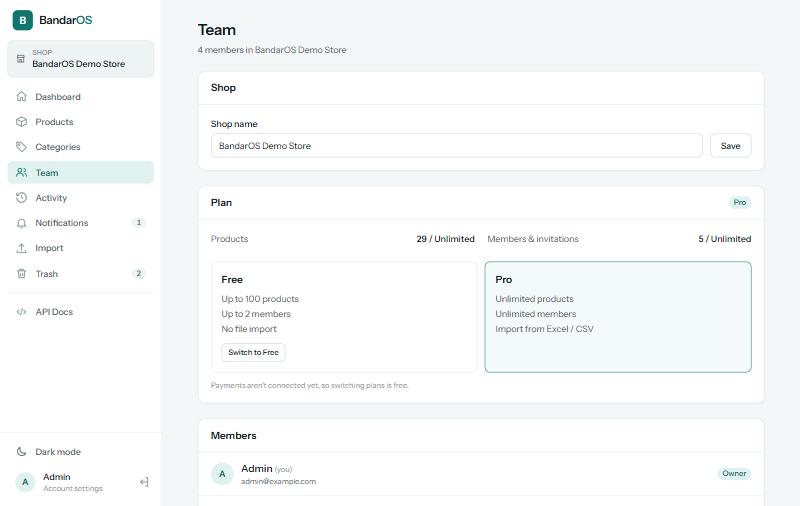 B BandarOS
SHOP
BandarOS Demo Store
Dashboard
Products
Categories
Team
Activity
Notifications 1
Import
Trash 2
API Docs
Dark mode
A Admin
Account settings
Team
4 members in BandarOS Demo Store
Shop
Shop name
BandarOS Demo Store Save
Plan Pro
Products 29 / Unlimited Members & invitations 5 / Unlimited
Free
Up to 100 products
Up to 2 members
No file import
Switch to Free
Pro
Unlimited products
Unlimited members
Import from Excel / CSV
Payments aren't connected yet, so switching plans is free.
Members
A Admin (you) Owner
admin@example.com